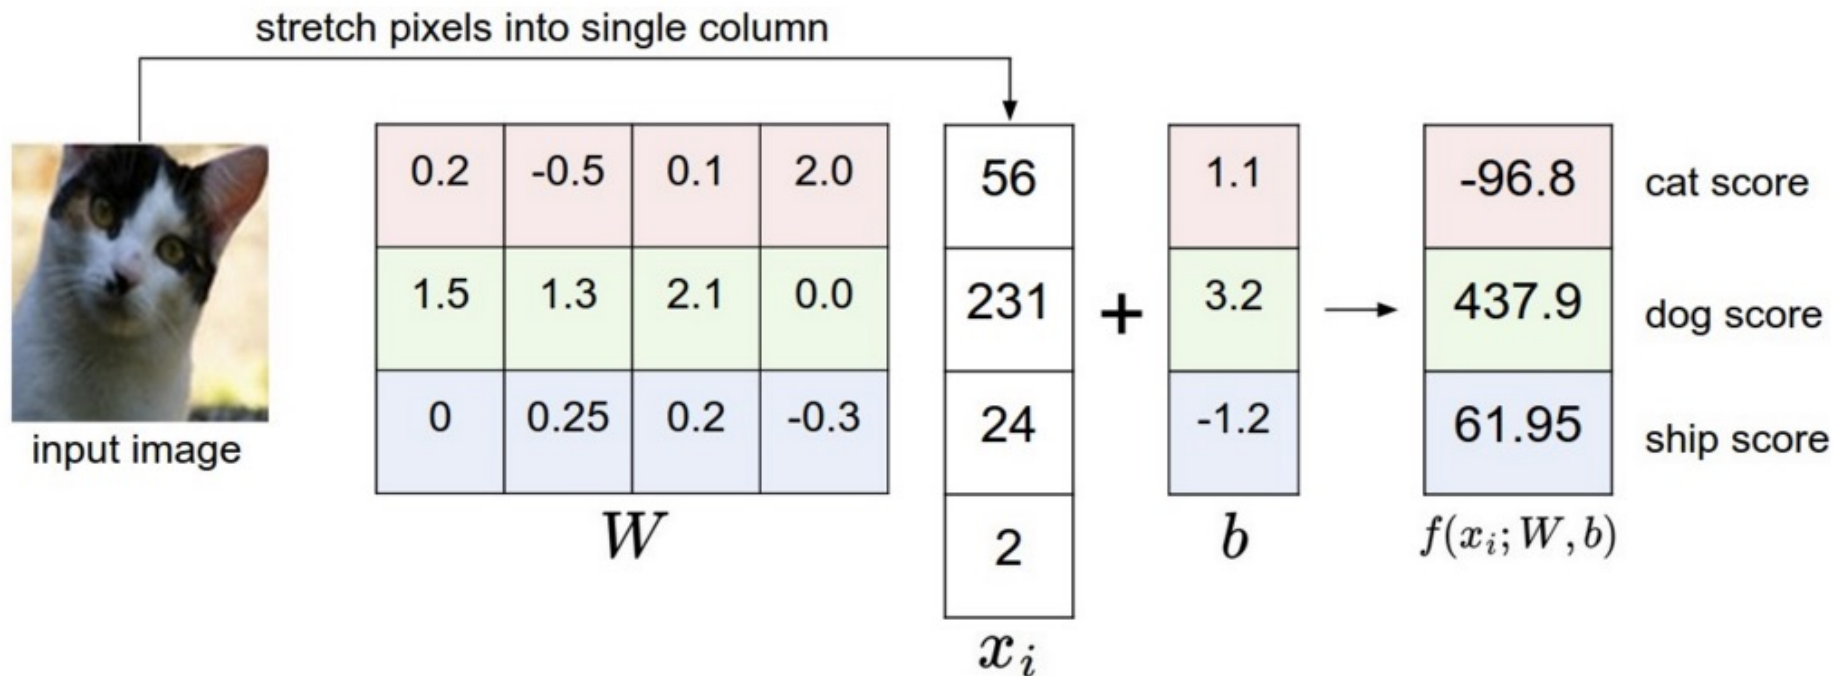 stretch pixels into single column
input image
0.2 -0.5 0.1 2.0
1.5 1.3 2.1 0.0
0 0.25 0.2 -0.3
W
56
231
24
2
x_i
+
1.1
3.2
-1.2
b
-96.8 cat score
437.9 dog score
61.95 ship score
f(x_i; W, b)